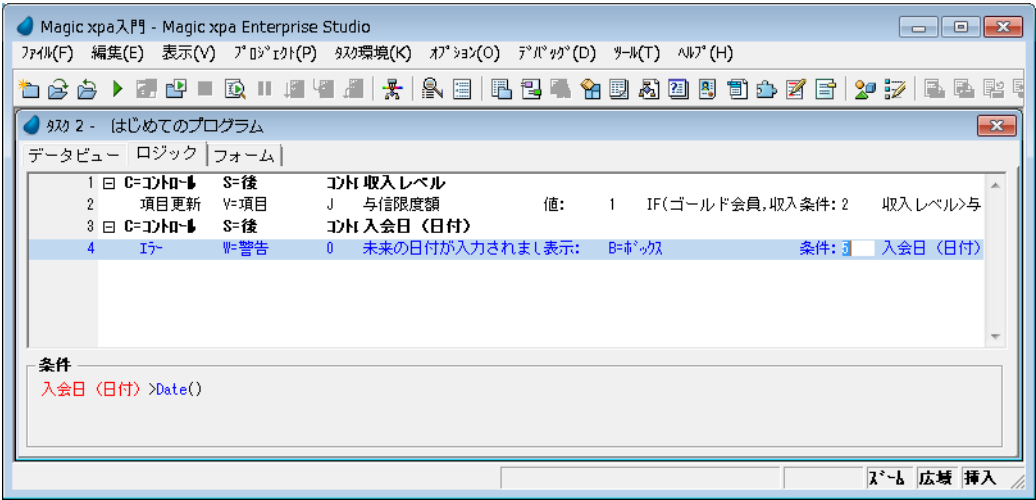 Magic xpa入門 - Magic xpa Enterprise Studio
ﾌｧｲﾙ(F) 編集(E) 表示(V) ﾌﾟﾛｼﾞｪｸﾄ(P) ﾀｽｸ環境(K) ｵﾌﾟｼｮﾝ(O) ﾃﾞﾊﾞｯｸﾞ(D) ﾂｰﾙ(T) ﾍﾙﾌﾟ(H)
ﾀｽｸ 2 - はじめてのプログラム
データビュー ロジック フォーム
1 C=ｺﾝﾄﾛｰﾙ S=後 ｺﾝﾄﾛ 収入レベル
2 項目更新 V=項目 J 与信限度額 値: 1 IF(ゴールド会員,収入 条件: 2 収入レベル>与
3 C=ｺﾝﾄﾛｰﾙ S=後 ｺﾝﾄﾛ 入会日（日付）
4 ｴﾗｰ W=警告 0 未来の日付が入力されまし 表示: B=ﾎﾞｯｸｽ 条件: 3 入会日（日付）
条件
入会日（日付）>Date()
ｽﾞｰﾑ 広域 挿入